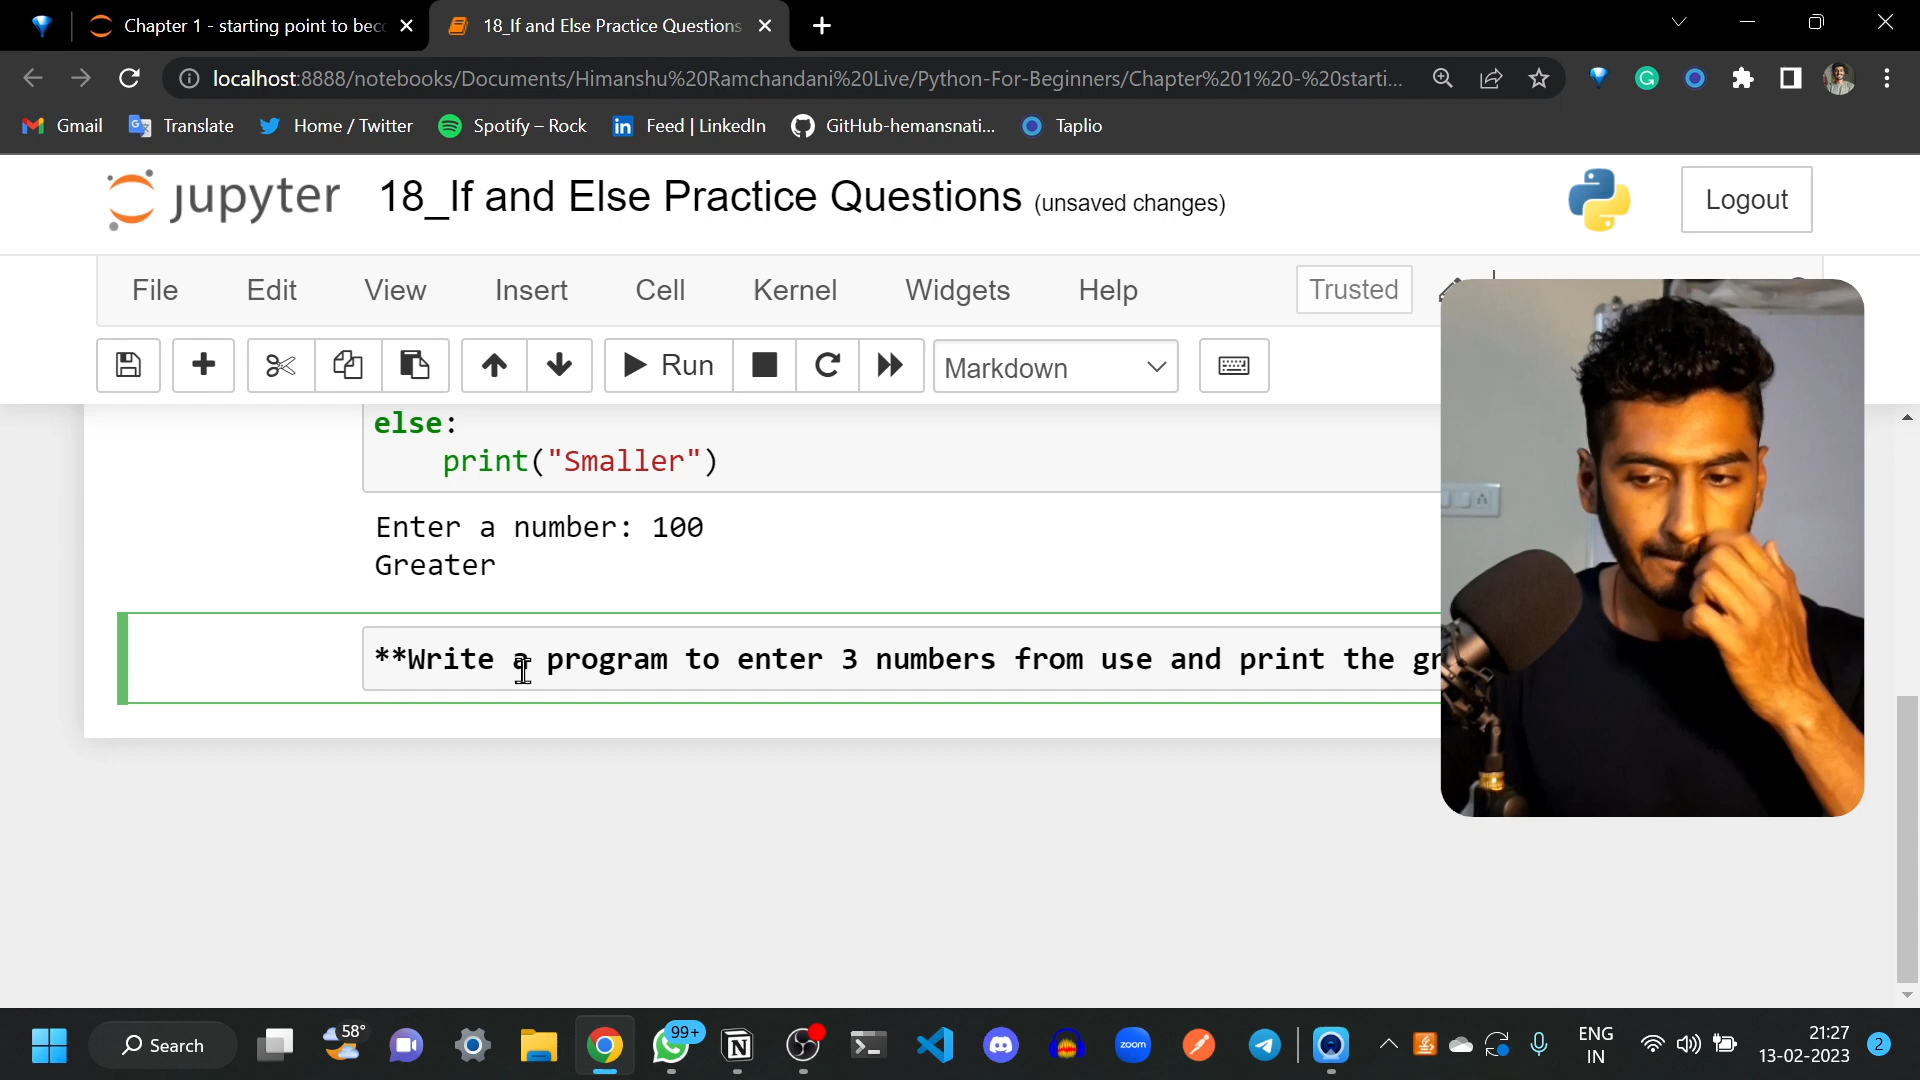 Chapter 1 - starting point to bec
18_If and Else Practice Questions
localhost:8888/notebooks/Documents/Himanshu%20Ramchandani%20Live/Python-For-Beginners/Chapter%201%20-%20starti...
Gmail
Translate
Home / Twitter
Spotify – Rock
Feed | LinkedIn
GitHub-hemansnati...
Taplio
jupyter
18_If and Else Practice Questions (unsaved changes)
Logout
File
Edit
View
Insert
Cell
Kernel
Widgets
Help
Trusted
Run
Markdown
else:
print("Smaller")
Enter a number: 100
Greater
**Write a program to enter 3 numbers from use and print the gr
58°
Search
99+
zoom
ENG
IN
21:27
13-02-2023
2